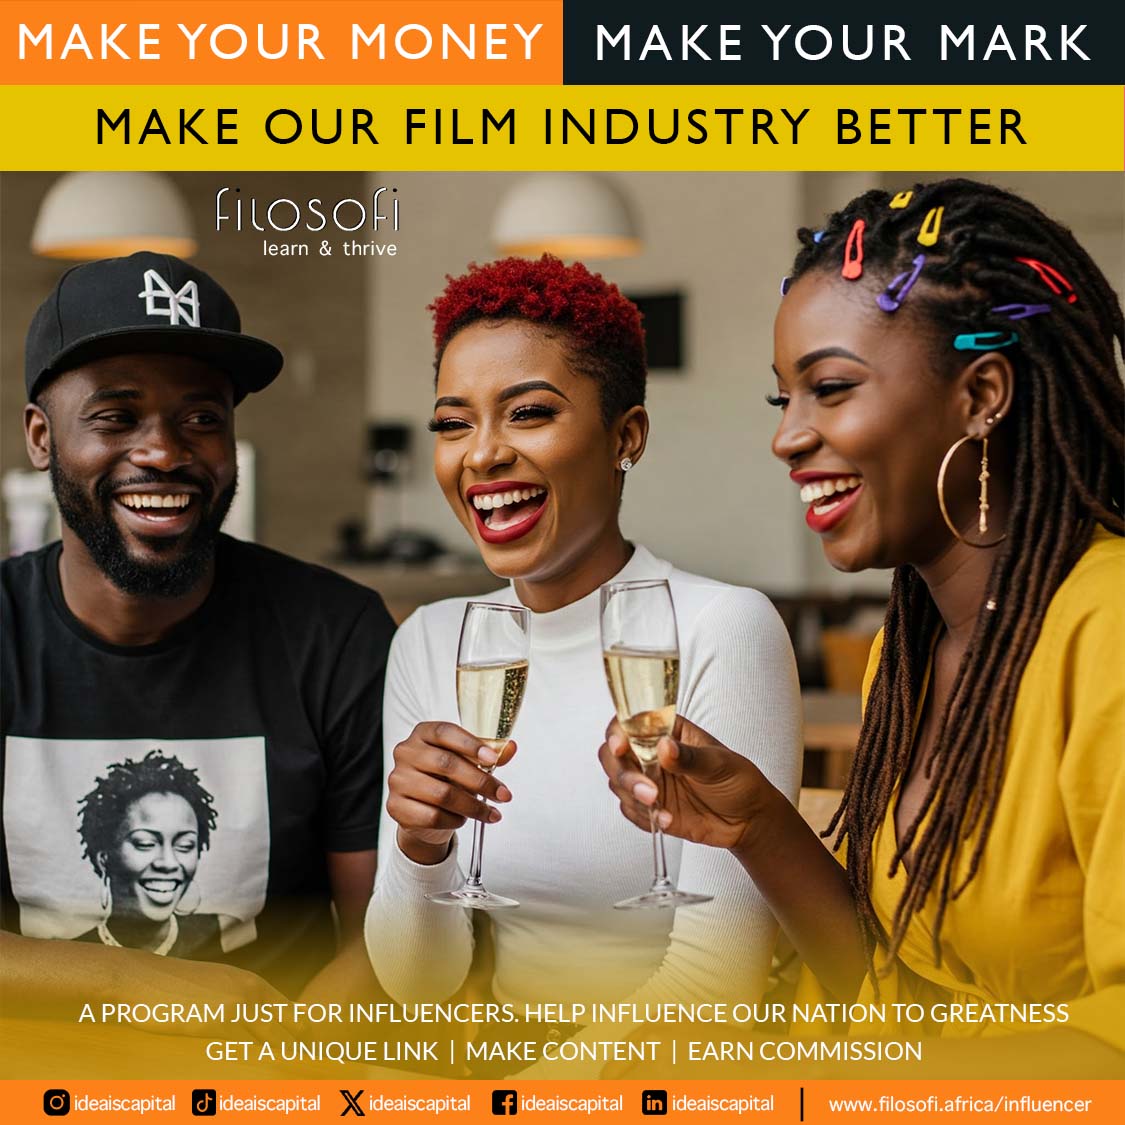 MAKE YOUR MONEY
MAKE YOUR MARK
MAKE OUR FILM INDUSTRY BETTER
filosofi
learn & thrive
A PROGRAM JUST FOR INFLUENCERS. HELP INFLUENCE OUR NATION TO GREATNESS
GET A UNIQUE LINK | MAKE CONTENT | EARN COMMISSION
ideaiscapital ideaiscapital ideaiscapital ideaiscapital ideaiscapital | www.filosofi.africa/influencer